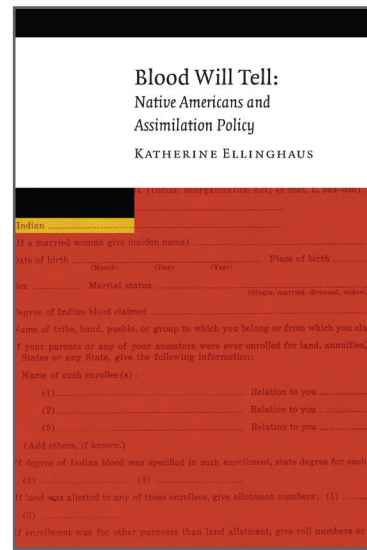 Blood Will Tell:
Native Americans and
Assimilation Policy
KATHERINE ELLINGHAUS
(Indian Reorganization Act; 48 Stat. L.
Indian
If a married woman give maiden name)
Date of birth Place of birth
(Month) (Day) (Year)
Sex Marital status
(Single, married, divorced, widow
Degree of Indian blood claimed
Name of tribe, band, pueblo, or group to which you belong or from which you cla
If your parents or any of your ancestors were ever enrolled for land, annuities,
States or any State, give the following information:
Name of such enrollee(s):
(1) Relation to you
(2) Relation to you
(3) Relation to you
(Add others, if known.)
If degree of Indian blood was specified in such enrollment, state degree for each
(2) (3)
If land was allotted to any of these enrollees, give allotment numbers: (1)
(3)
If enrollment was for other purposes than land allotment, give roll numbers or